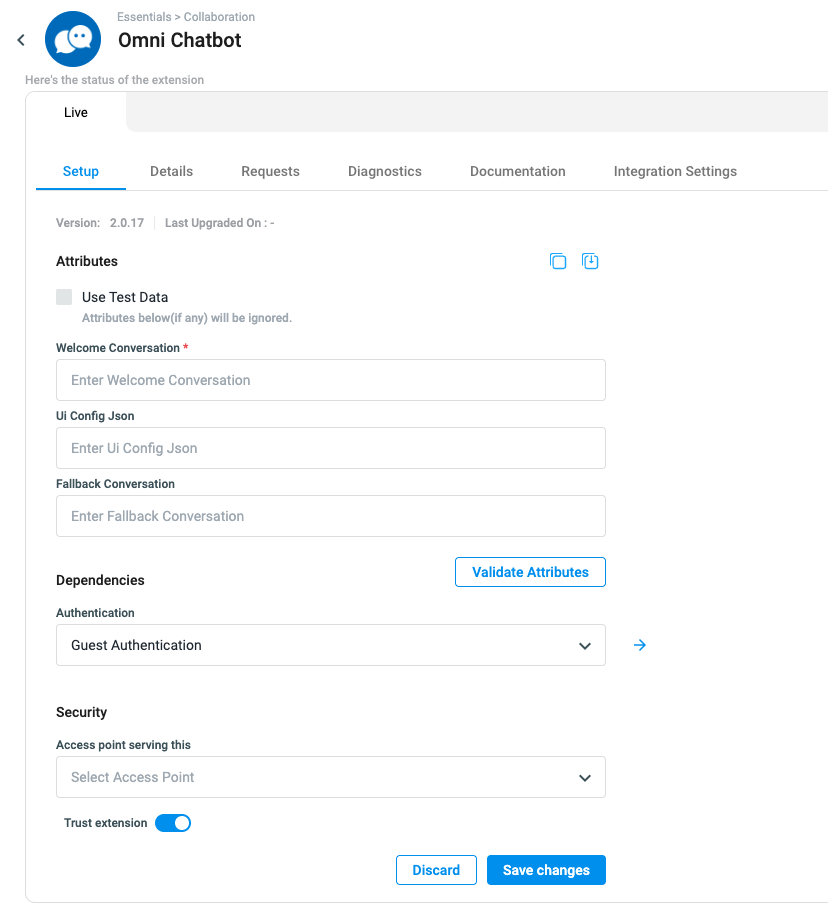 Essentials > Collaboration
Omni Chatbot
Here's the status of the extension
Live
Setup Details Requests Diagnostics Documentation Integration Settings
Version: 2.0.17 Last Upgraded On : -
Attributes
Use Test Data
Attributes below(if any) will be ignored.
Welcome Conversation *
Enter Welcome Conversation
Ui Config Json
Enter Ui Config Json
Fallback Conversation
Enter Fallback Conversation
Validate Attributes
Dependencies
Authentication
Guest Authentication
Security
Access point serving this
Select Access Point
Trust extension
Discard Save changes